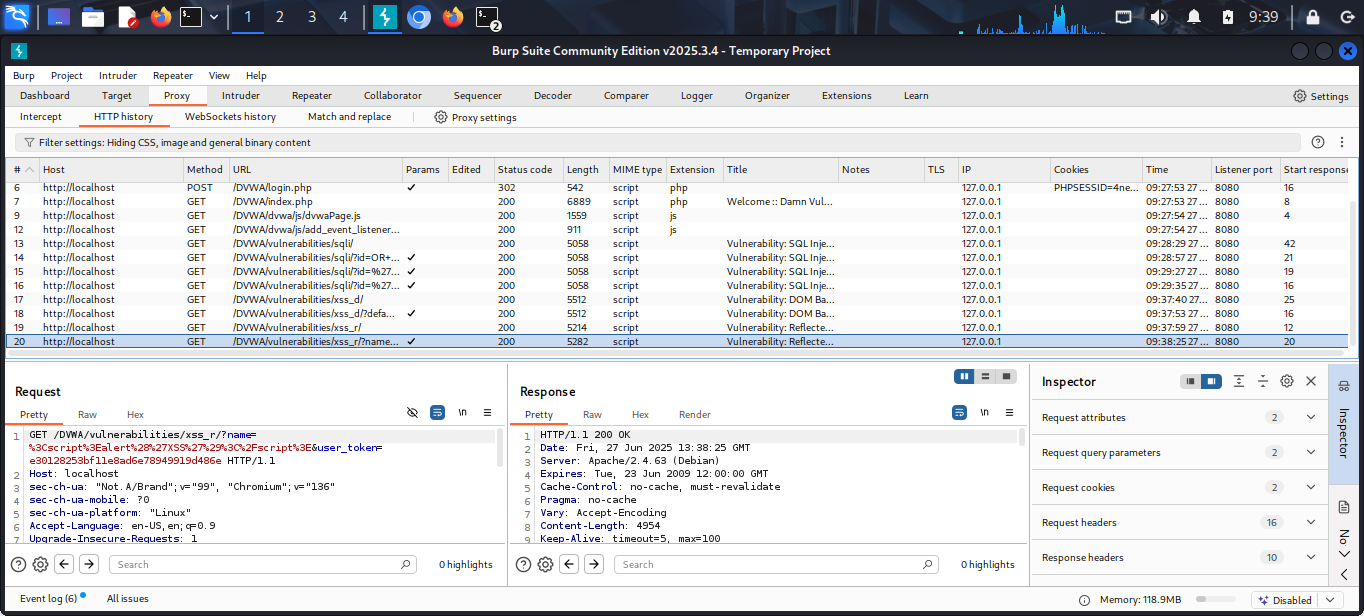 1 2 3 4 2 9:39
Burp Suite Community Edition v2025.3.4 - Temporary Project
Burp Project Intruder Repeater View Help
Dashboard Target Proxy Intruder Repeater Collaborator Sequencer Decoder Comparer Logger Organizer Extensions Learn Settings
Intercept HTTP history WebSockets history Match and replace Proxy settings
Filter settings: Hiding CSS, image and general binary content
# Host Method URL Params Edited Status code Length MIME type Extension Title Notes TLS IP Cookies Time Listener port Start response
6 http://localhost POST /DVWA/login.php ✓ 302 542 script php 127.0.0.1 PHPSESSID=4ne... 09:27:53 27 ... 8080 16
7 http://localhost GET /DVWA/index.php 200 6889 script php Welcome :: Damn Vul... 127.0.0.1 09:27:53 27 ... 8080 8
9 http://localhost GET /DVWA/dvwa/js/dvwaPage.js 200 1559 script js 127.0.0.1 09:27:54 27 ... 8080 4
12 http://localhost GET /DVWA/dvwa/js/add_event_listener... 200 911 script js 127.0.0.1 09:27:54 27 ... 8080
13 http://localhost GET /DVWA/vulnerabilities/sqli/ 200 5058 script Vulnerability: SQL Inje... 127.0.0.1 09:28:29 27 ... 8080 42
14 http://localhost GET /DVWA/vulnerabilities/sqli/?id=OR+... ✓ 200 5058 script Vulnerability: SQL Inje... 127.0.0.1 09:28:57 27 ... 8080 21
15 http://localhost GET /DVWA/vulnerabilities/sqli/?id=%27... ✓ 200 5058 script Vulnerability: SQL Inje... 127.0.0.1 09:29:27 27 ... 8080 19
16 http://localhost GET /DVWA/vulnerabilities/sqli/?id=%27... ✓ 200 5058 script Vulnerability: SQL Inje... 127.0.0.1 09:29:35 27 ... 8080 16
17 http://localhost GET /DVWA/vulnerabilities/xss_d/ 200 5512 script Vulnerability: DOM Ba... 127.0.0.1 09:37:40 27 ... 8080 25
18 http://localhost GET /DVWA/vulnerabilities/xss_d/?defa... ✓ 200 5512 script Vulnerability: DOM Ba... 127.0.0.1 09:37:53 27 ... 8080 16
19 http://localhost GET /DVWA/vulnerabilities/xss_r/ 200 5214 script Vulnerability: Reflecte... 127.0.0.1 09:37:59 27 ... 8080 12
20 http://localhost GET /DVWA/vulnerabilities/xss_r/?name... ✓ 200 5282 script Vulnerability: Reflecte... 127.0.0.1 09:38:25 27 ... 8080 20
Request
Pretty Raw Hex \n
1 GET /DVWA/vulnerabilities/xss_r/?name=
%3Cscript%3Ealert%28%27XSS%27%29%3C%2Fscript%3E&user_token=
e30128253bf11e8ad6e78949919d486e HTTP/1.1
2 Host: localhost
3 sec-ch-ua: "Not.A/Brand";v="99", "Chromium";v="136"
4 sec-ch-ua-mobile: ?0
5 sec-ch-ua-platform: "Linux"
6 Accept-Language: en-US,en;q=0.9
7 Upgrade-Insecure-Requests: 1
Search 0 highlights
Response
Pretty Raw Hex Render \n
1 HTTP/1.1 200 OK
2 Date: Fri, 27 Jun 2025 13:38:25 GMT
3 Server: Apache/2.4.63 (Debian)
4 Expires: Tue, 23 Jun 2009 12:00:00 GMT
5 Cache-Control: no-cache, must-revalidate
6 Pragma: no-cache
7 Vary: Accept-Encoding
8 Content-Length: 4954
9 Keep-Alive: timeout=5, max=100
Search 0 highlights
Inspector
Request attributes 2
Request query parameters 2
Request cookies 2
Request headers 16
Response headers 10
Inspector
No
Event log (6) All issues Memory: 118.9MB Disabled